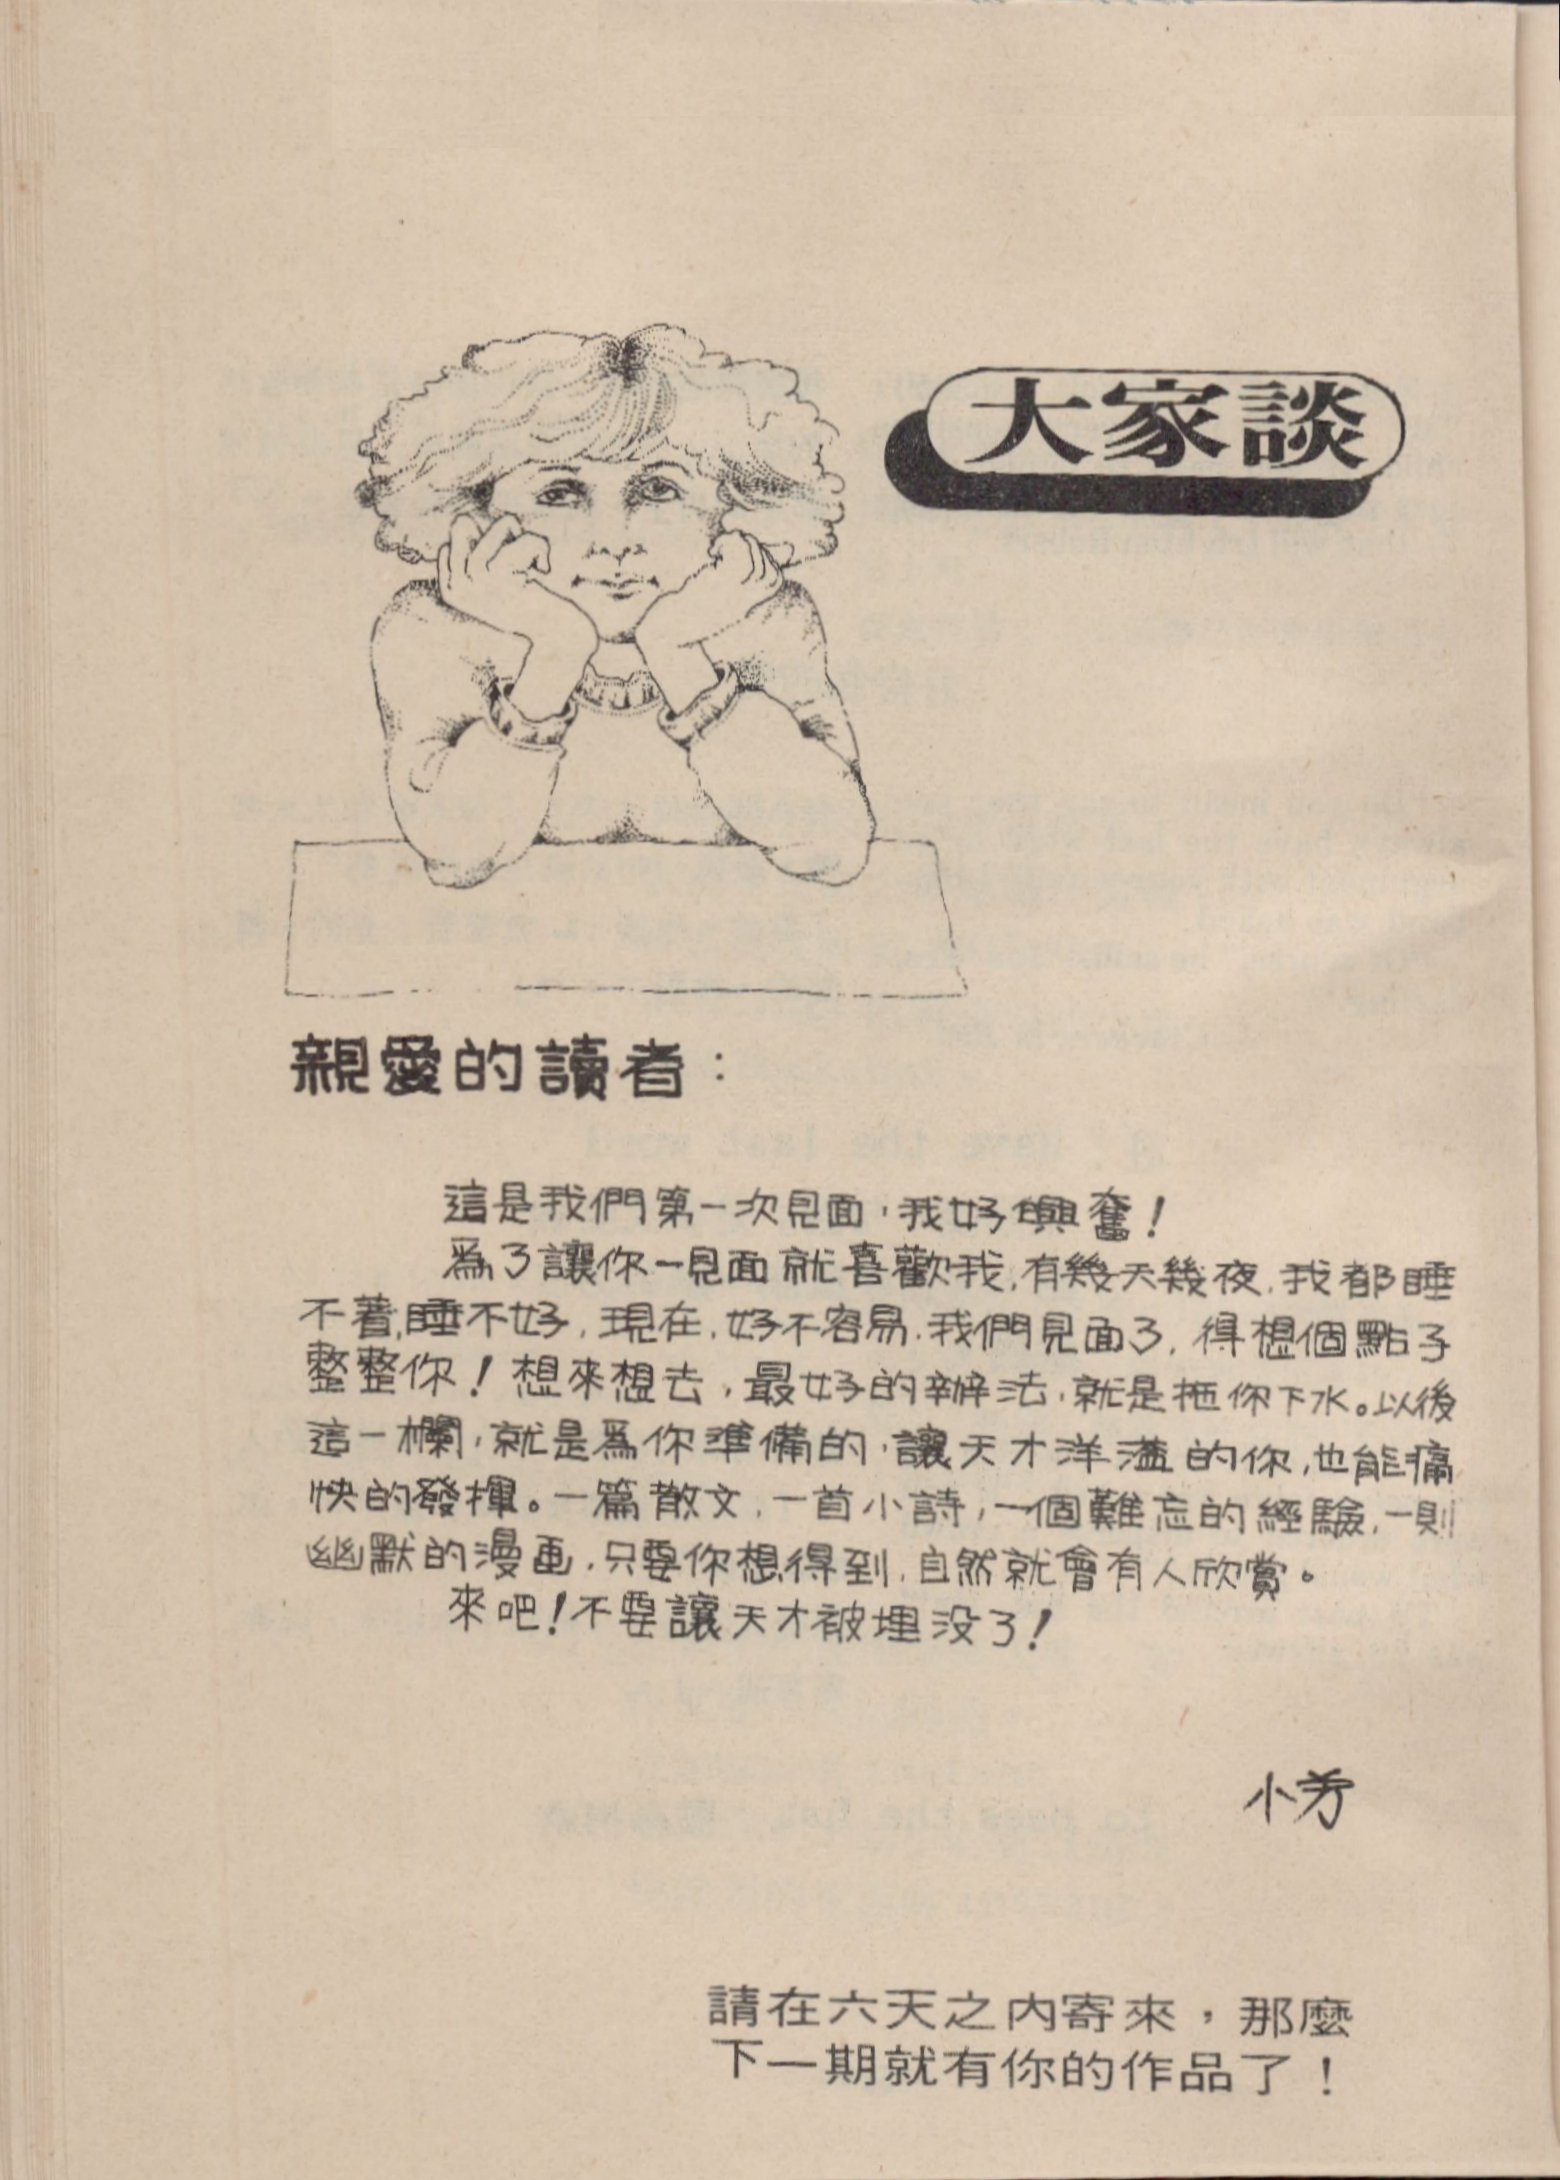 大家談
親愛的讀者：
這是我們第一次見面，我好興奮！
爲了讓你一見面就喜歡我，有幾天幾夜，我都睡
不著，睡不好，現在，好不容易，我們見面了，得想個點子
整整你！想來想去，最好的辦法，就是拖你下水。以後
這一欄，就是爲你準備的，讓天才洋溢的你，也能痛
快的發揮。一篇散文，一首小詩，一個難忘的經驗，一則
幽默的漫画，只要你想得到，自然就會有人欣賞。
來吧！不要讓天才被埋没了！
小芳
請在六天之內寄來，那麼
下一期就有你的作品了！